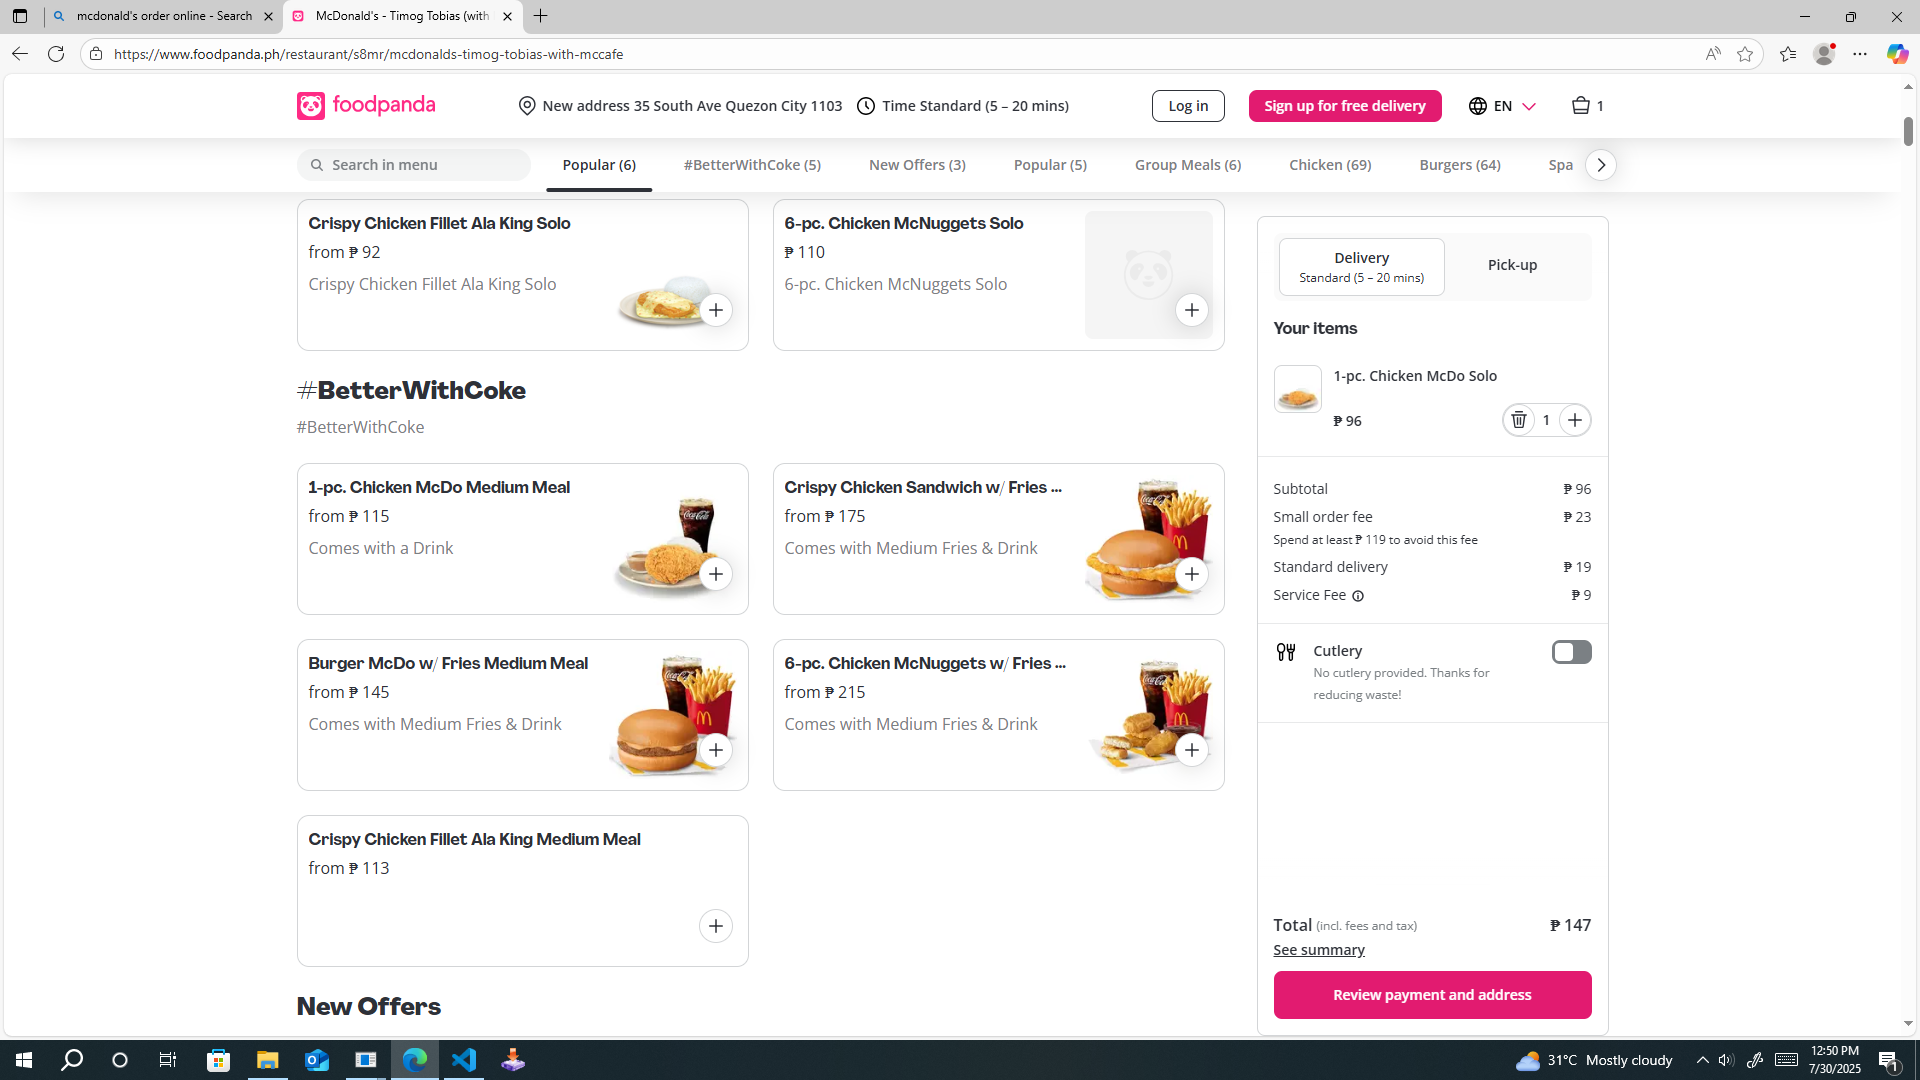 mcdonald's order online - Search
McDonald's - Timog Tobias (with
https://www.foodpanda.ph/restaurant/s8mr/mcdonalds-timog-tobias-with-mccafe
foodpanda
New address 35 South Ave Quezon City 1103
Time Standard (5 – 20 mins)
Log in
Sign up for free delivery
EN
1
Search in menu
Popular (6)
#BetterWithCoke (5)
New Offers (3)
Popular (5)
Group Meals (6)
Chicken (69)
Burgers (64)
Spa
Crispy Chicken Fillet Ala King Solo
from ₱ 92
Crispy Chicken Fillet Ala King Solo
6-pc. Chicken McNuggets Solo
₱ 110
6-pc. Chicken McNuggets Solo
#BetterWithCoke
#BetterWithCoke
1-pc. Chicken McDo Medium Meal
from ₱ 115
Comes with a Drink
Crispy Chicken Sandwich w/ Fries ...
from ₱ 175
Comes with Medium Fries & Drink
Burger McDo w/ Fries Medium Meal
from ₱ 145
Comes with Medium Fries & Drink
6-pc. Chicken McNuggets w/ Fries ...
from ₱ 215
Comes with Medium Fries & Drink
Crispy Chicken Fillet Ala King Medium Meal
from ₱ 113
New Offers
Delivery
Standard (5 – 20 mins)
Pick-up
Your items
1-pc. Chicken McDo Solo
₱ 96
1
Subtotal ₱ 96
Small order fee ₱ 23
Spend at least ₱ 119 to avoid this fee
Standard delivery ₱ 19
Service Fee ₱ 9
Cutlery
No cutlery provided. Thanks for
reducing waste!
Total (incl. fees and tax) ₱ 147
See summary
Review payment and address
31°C Mostly cloudy
12:50 PM
7/30/2025
1